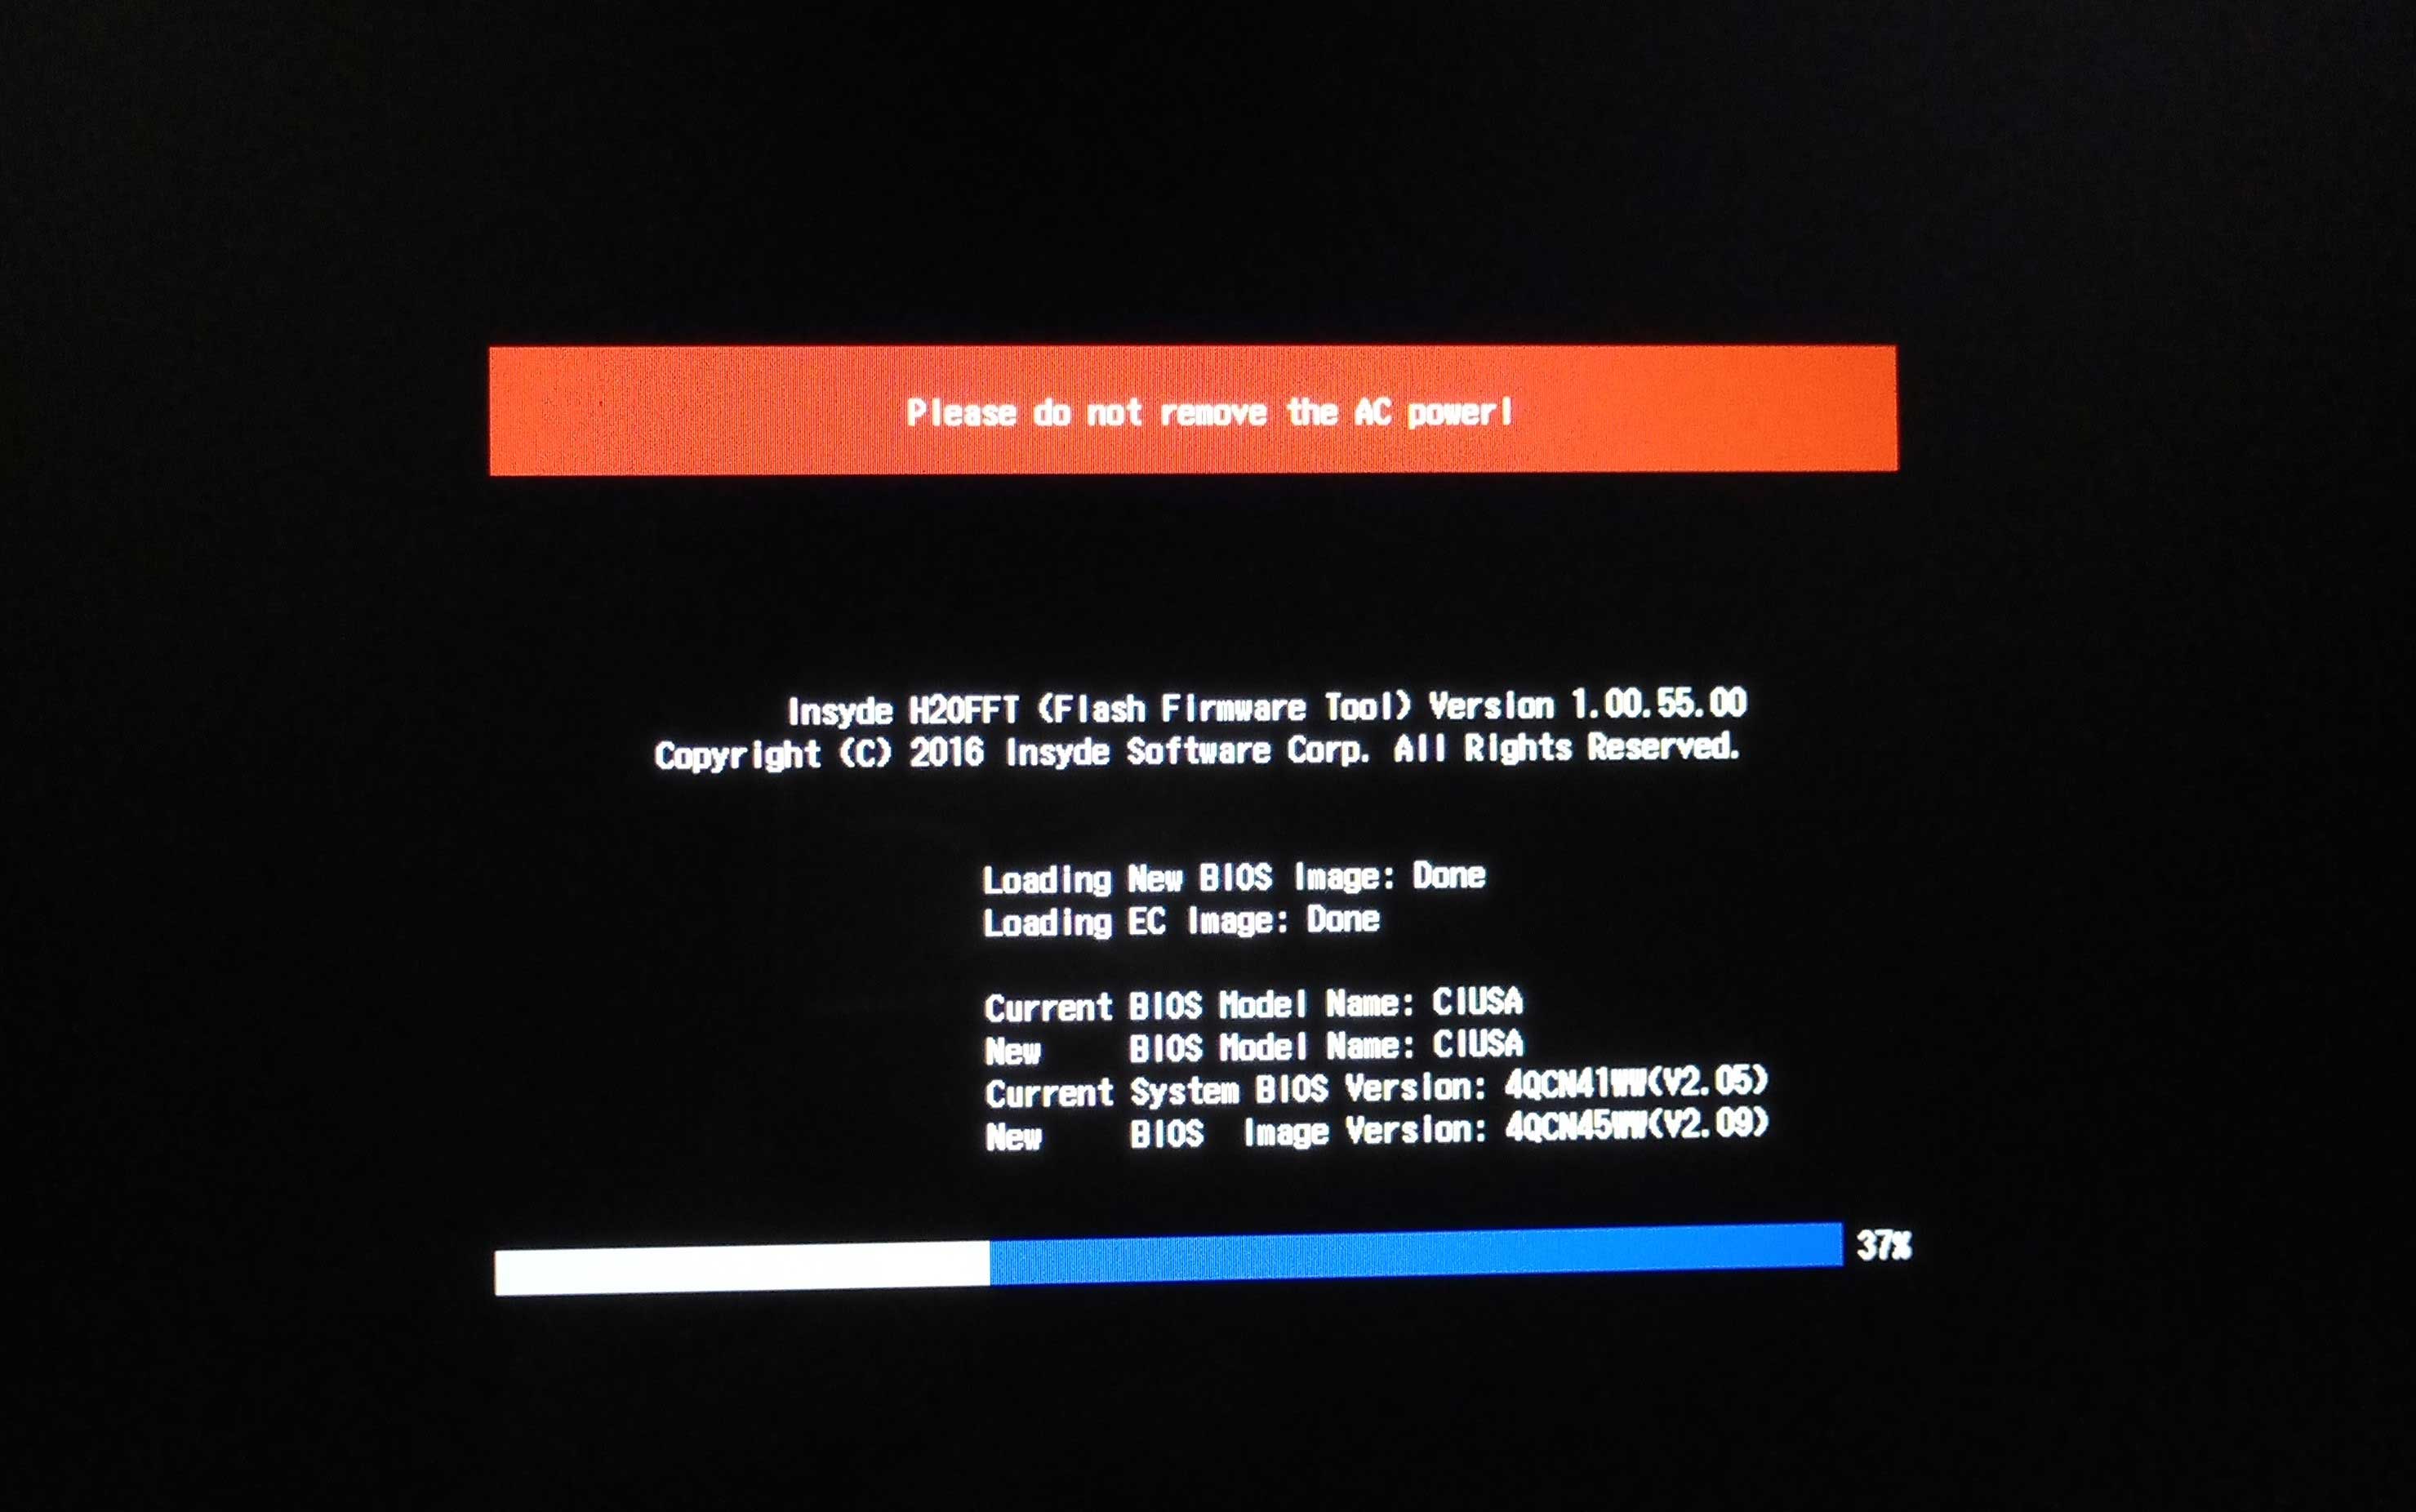 Please do not remove the AC power!
Insyde H2OFFT (Flash Firmware Tool) Version 1.00.55.00
Copyright (C) 2016 Insyde Software Corp. All Rights Reserved.
Loading New BIOS Image: Done
Loading EC Image: Done
Current BIOS Model Name: CIUSA
New BIOS Model Name: CIUSA
Current System BIOS Version: 4QCN41WW(V2.05)
New BIOS Image Version: 4QCN45WW(V2.09)
37%